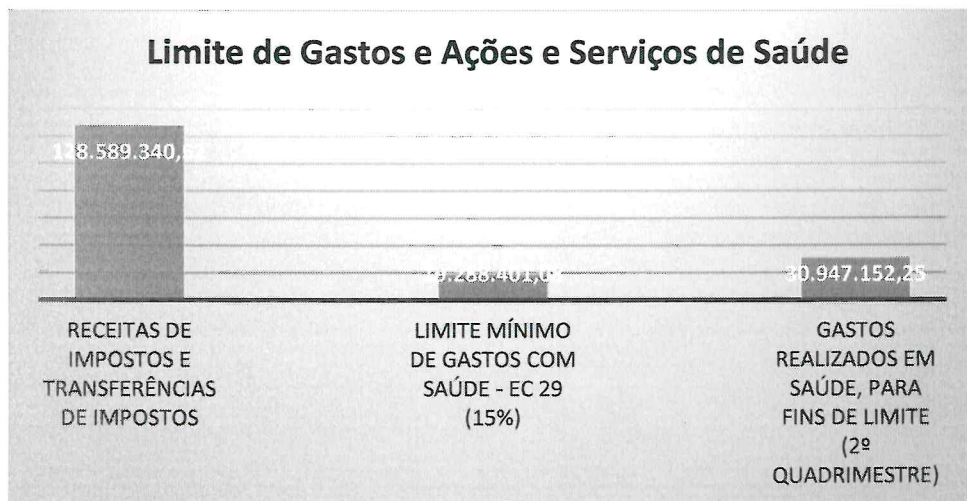 Limite de Gastos e Ações e Serviços de Saúde
30.947.152,25
RECEITAS DE
IMPOSTOS E
TRANSFERÊNCIAS
DE IMPOSTOS
LIMITE MÍNIMO
DE GASTOS COM
SAÚDE - EC 29
(15%)
GASTOS
REALIZADOS EM
SAÚDE, PARA
FINS DE LIMITE
(2º
QUADRIMESTRE)